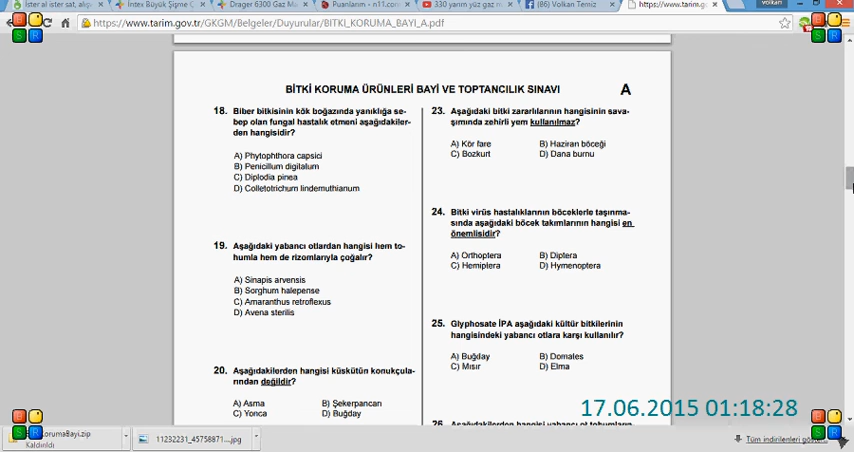 İster al ister sat, alışv
İntex Büyük Şişme Ç
Drager 6300 Gaz M
Puanlarım - n11.com
330 yarım yüz gaz m
(86) Volkan Temiz
https://www.tarim.go
volkan
https://www.tarim.gov.tr/GKGM/Belgeler/Duyurular/BITKI_KORUMA_BAYI_A.pdf
BİTKİ KORUMA ÜRÜNLERİ BAYİ VE TOPTANCILIK SINAVI A
18. Biber bitkisinin kök boğazında yanıklığa se-
bep olan fungal hastalık etmeni aşağıdakiler-
den hangisidir?
A) Phytophthora capsici
B) Penicillum digitalum
C) Diplodia pinea
D) Colletotrichum lindemuthianum
19. Aşağıdaki yabancı otlardan hangisi hem to-
humla hem de rizomlarıyla çoğalır?
A) Sinapis arvensis
B) Sorghum halepense
C) Amaranthus retroflexus
D) Avena sterilis
20. Aşağıdakilerden hangisi küskütün konukçula-
rından değildir?
A) Asma B) Şekerpancarı
C) Yonca D) Buğday
23. Aşağıdaki bitki zararlılarının hangisinin sava-
şımında zehirli yem kullanılmaz?
A) Kör fare B) Haziran böceği
C) Bozkurt D) Dana burnu
24. Bitki virüs hastalıklarının böceklerle taşınma-
sında aşağıdaki böcek takımlarının hangisi en
önemlisidir?
A) Orthoptera B) Diptera
C) Hemiptera D) Hymenoptera
25. Glyphosate İPA aşağıdaki kültür bitkilerinin
hangisindeki yabancı otlara karşı kullanılır?
A) Buğday B) Domates
C) Mısır D) Elma
26. Aşağıdakilerden hangisi yabancı ot tohumların
17.06.2015 01:18:28
KorumaBayi.zip
Kaldırıldı
11232231_45758871....jpg
Tüm indirilenleri göster...
B S R
B S R
B S R
B S R